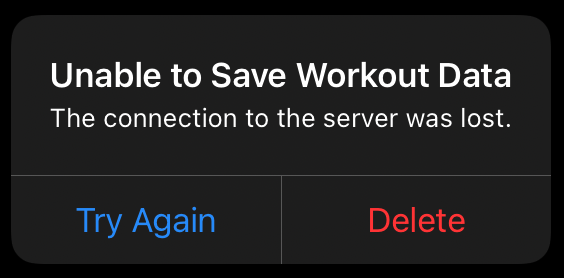 Unable to Save Workout Data
The connection to the server was lost.
Try Again
Delete